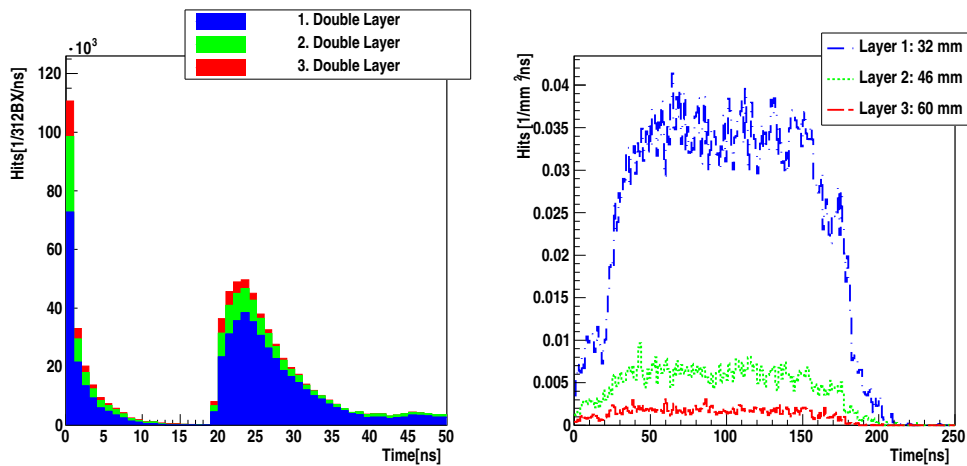 1. Double Layer
2. Double Layer
3. Double Layer
· 10³
Hits[1/312BX/ns]
120
100
80
60
40
20
0
0 5 10 15 20 25 30 35 40 45 50
Time[ns]
Layer 1: 32 mm
Layer 2: 46 mm
Layer 3: 60 mm
Hits [1/mm²/ns]
0.04
0.035
0.03
0.025
0.02
0.015
0.01
0.005
0
0 50 100 150 200 250
Time[ns]